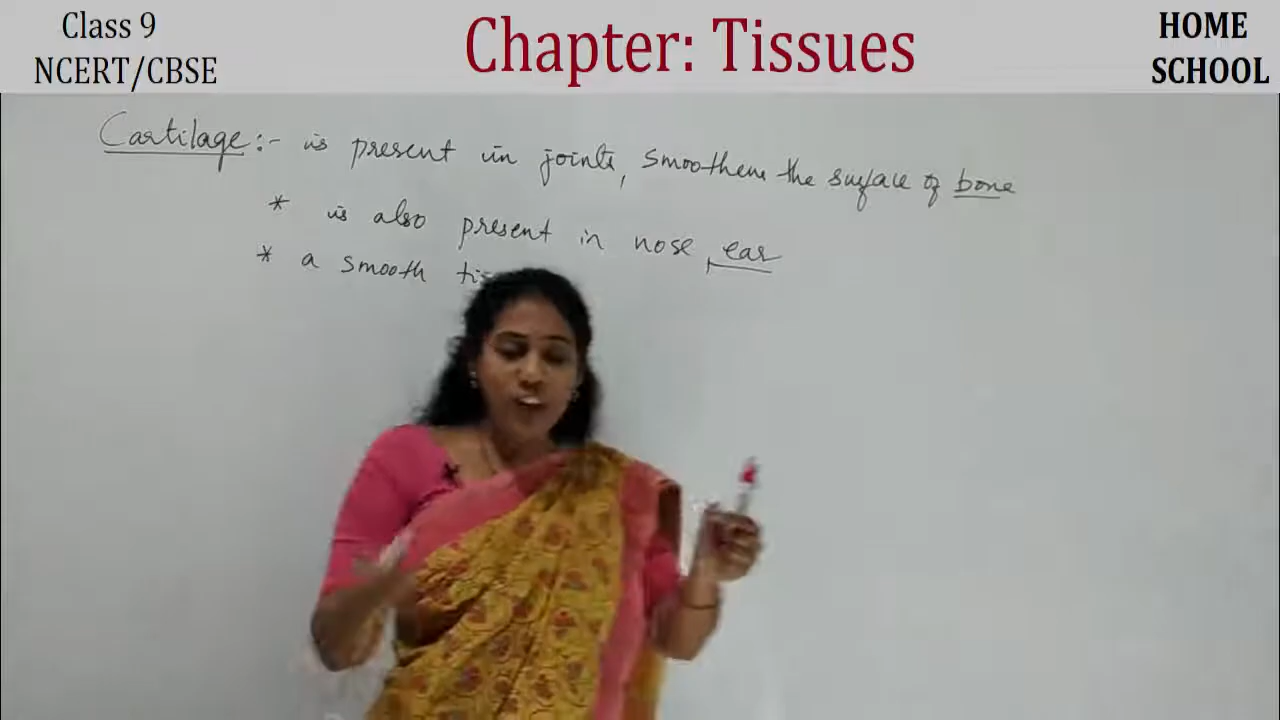 Class 9
NCERT/CBSE
Chapter: Tissues
HOME
SCHOOL
Cartilage :- is present in joints, smoothens the surface of bone
* is also present in nose, ear
* a smooth